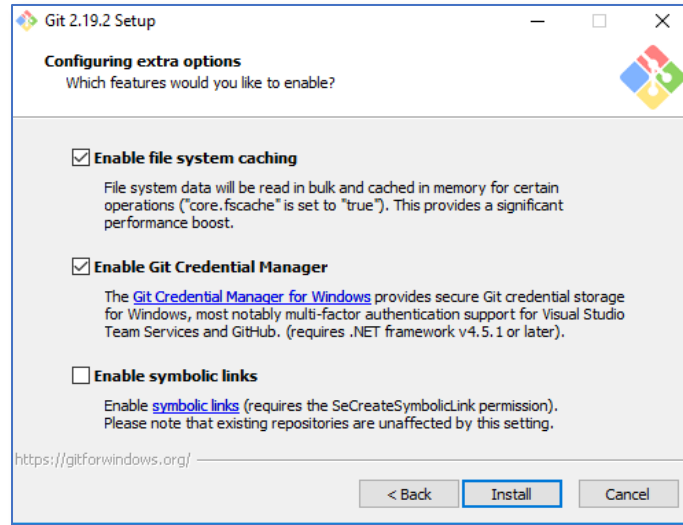 Git 2.19.2 Setup
Configuring extra options
Which features would you like to enable?
Enable file system caching
File system data will be read in bulk and cached in memory for certain
operations ("core.fscache" is set to "true"). This provides a significant
performance boost.
Enable Git Credential Manager
The Git Credential Manager for Windows provides secure Git credential storage
for Windows, most notably multi-factor authentication support for Visual Studio
Team Services and GitHub. (requires .NET framework v4.5.1 or later).
Enable symbolic links
Enable symbolic links (requires the SeCreateSymbolicLink permission).
Please note that existing repositories are unaffected by this setting.
https://gitforwindows.org/
< Back Install Cancel